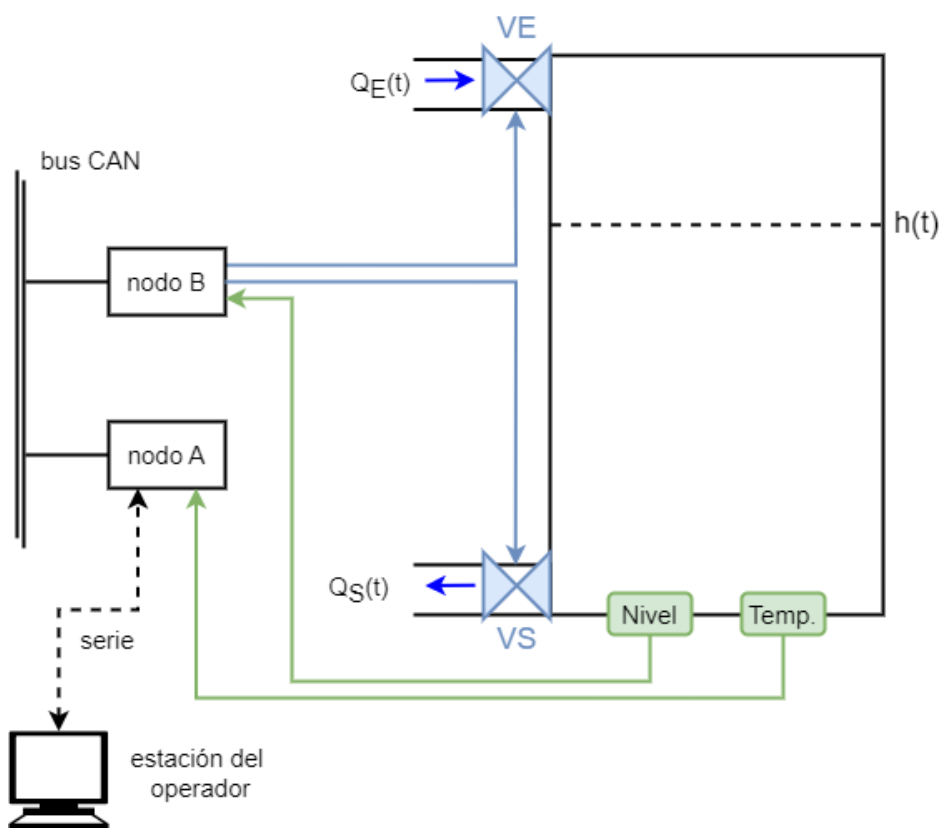 VE
QE(t)
bus CAN
h(t)
nodo B
nodo A
QS(t)
VS
Nivel
Temp.
serie
estación del
operador